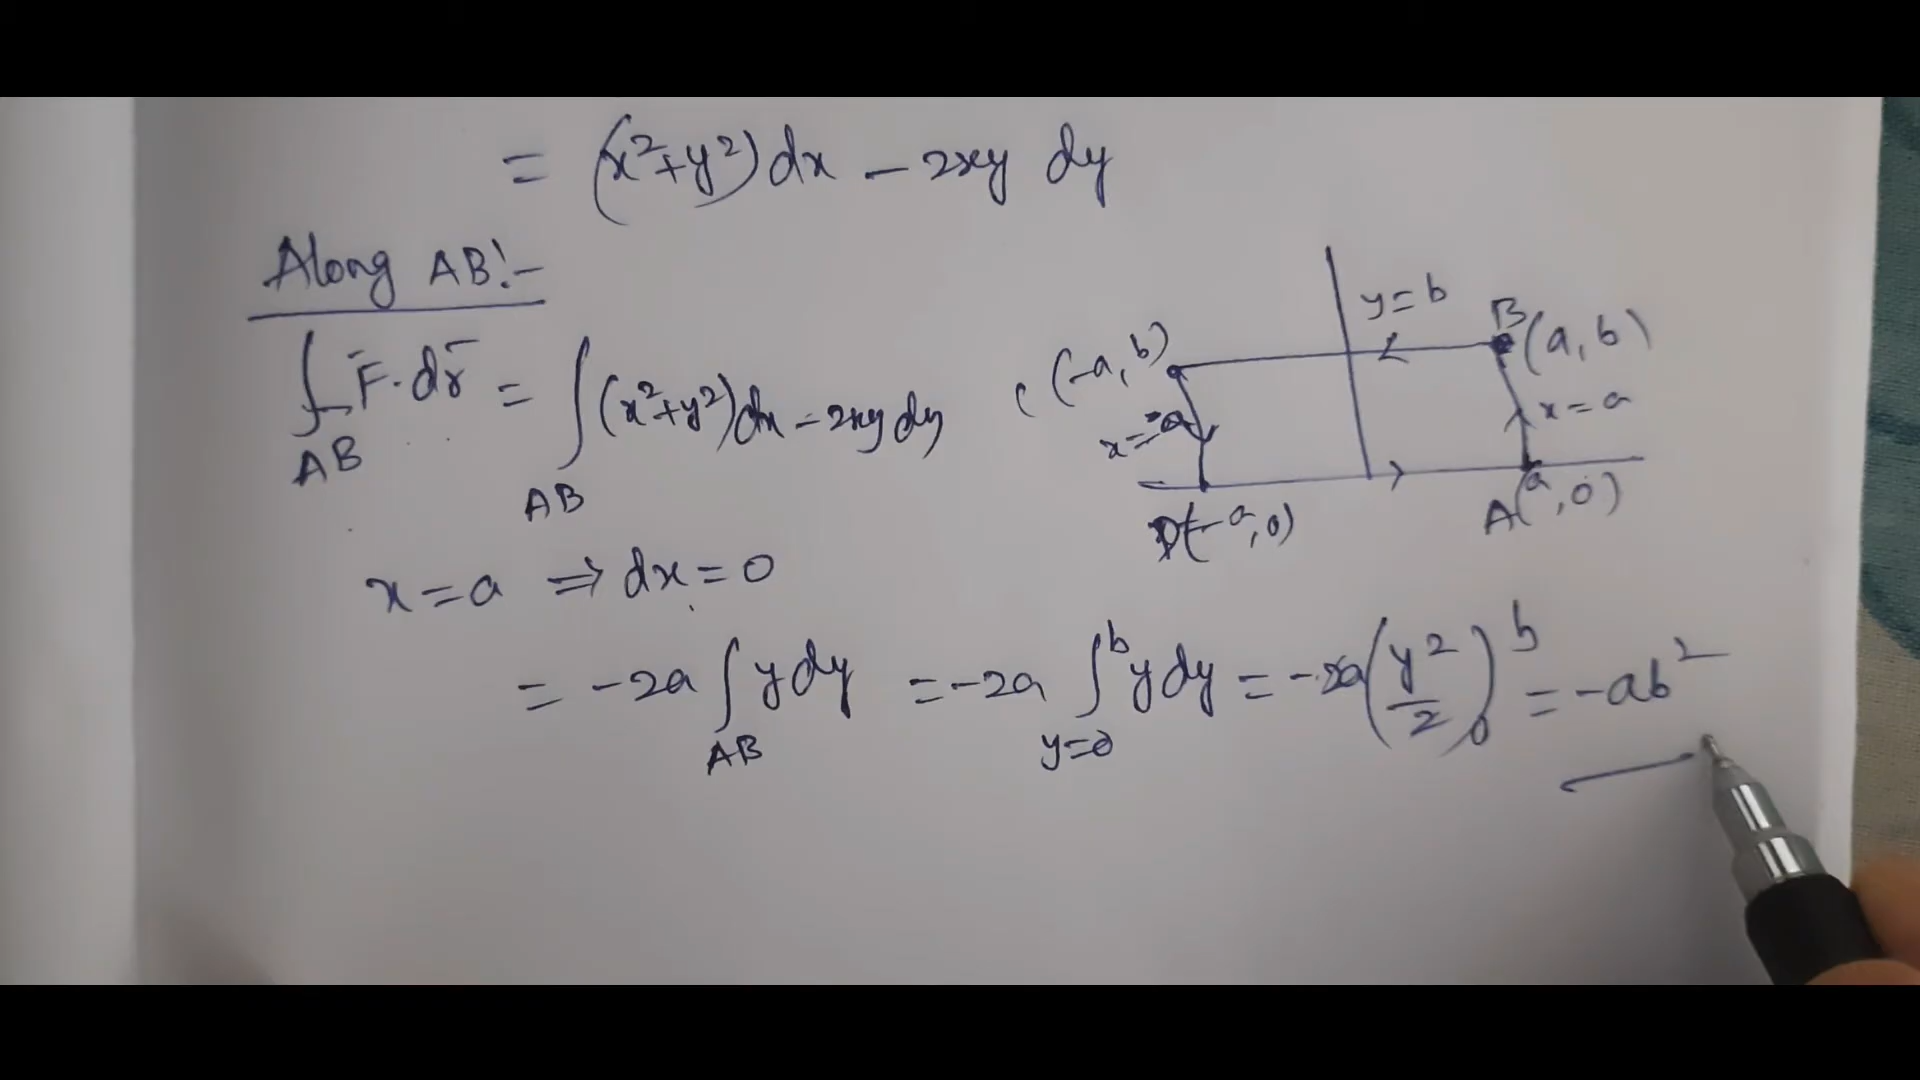 = (x²+y²)dx - 2xy dy
Along AB:-
∫_AB F̄·dr̄ = ∫_AB (x²+y²)dx - 2xy dy
y=b
B(a, b)
C(-a, b)
x=-a
x=a
D(-a,0)
A(a,0)
x=a ⇒ dx=0
= -2a ∫_AB y dy = -2a ∫_{y=0}^b y dy = -2a (y²/2)_0^b = -ab²